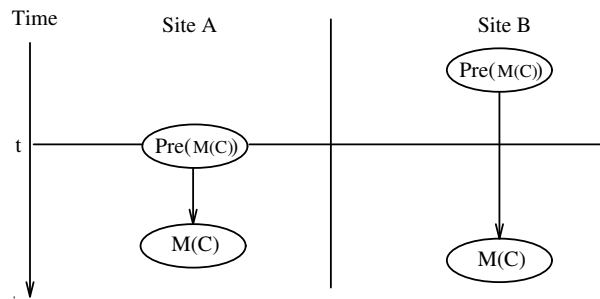 Time
Site A
Site B
Pre(M(C))
t
Pre(M(C))
M(C)
M(C)